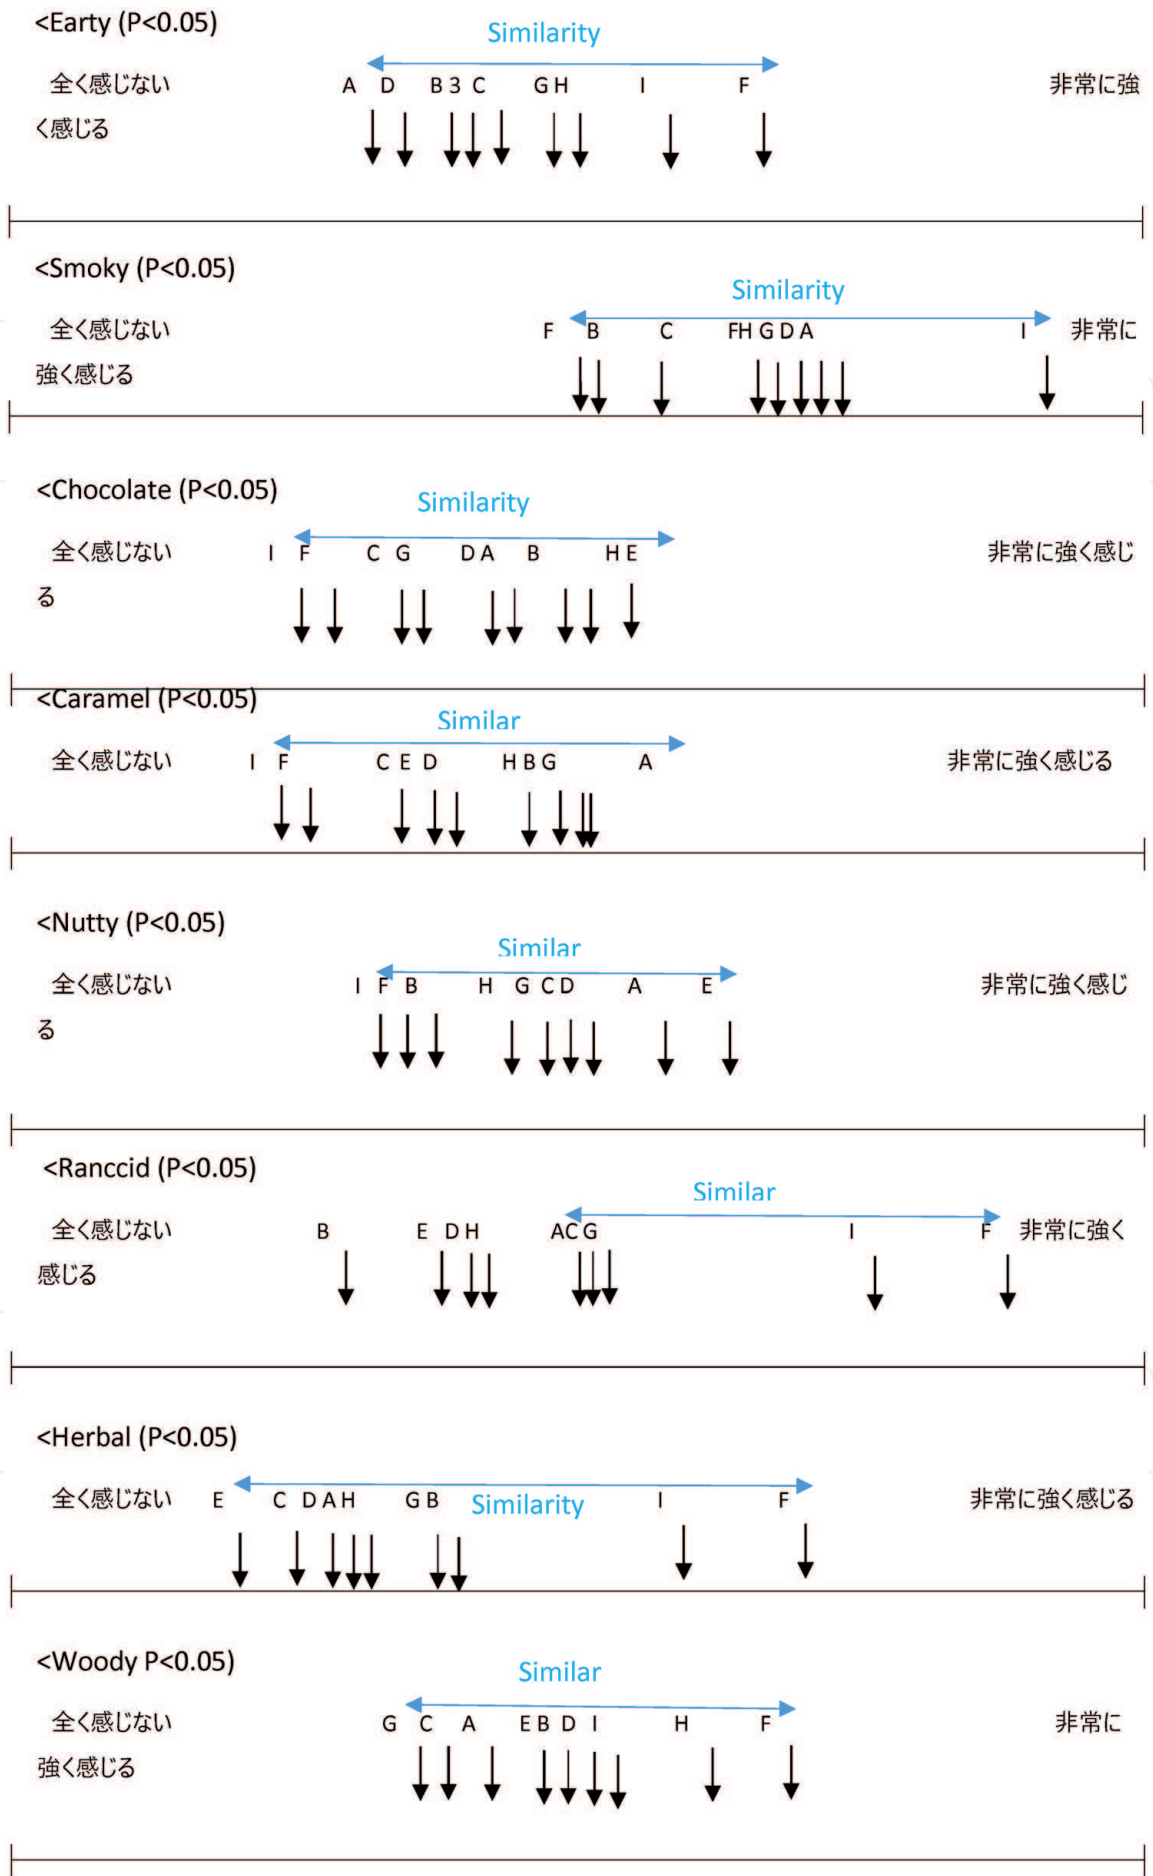 <Earty (P<0.05)
Similarity
全く感じない A D B 3 C G H I F 非常に強
く感じる
<Smoky (P<0.05)
Similarity
全く感じない F B C FH G D A I 非常に
強く感じる
<Chocolate (P<0.05)
Similarity
全く感じない I F C G D A B H E 非常に強く感じ
る
<Caramel (P<0.05)
Similar
全く感じない I F C E D H B G A 非常に強く感じる
<Nutty (P<0.05)
Similar
全く感じない I F B H G C D A E 非常に強く感じ
る
<Ranccid (P<0.05)
Similar
全く感じない B E D H AC G I F 非常に強く
感じる
<Herbal (P<0.05)
全く感じない E C D A H G B Similarity I F 非常に強く感じる
<Woody P<0.05)
Similar
全く感じない G C A E B D I H F 非常に
強く感じる